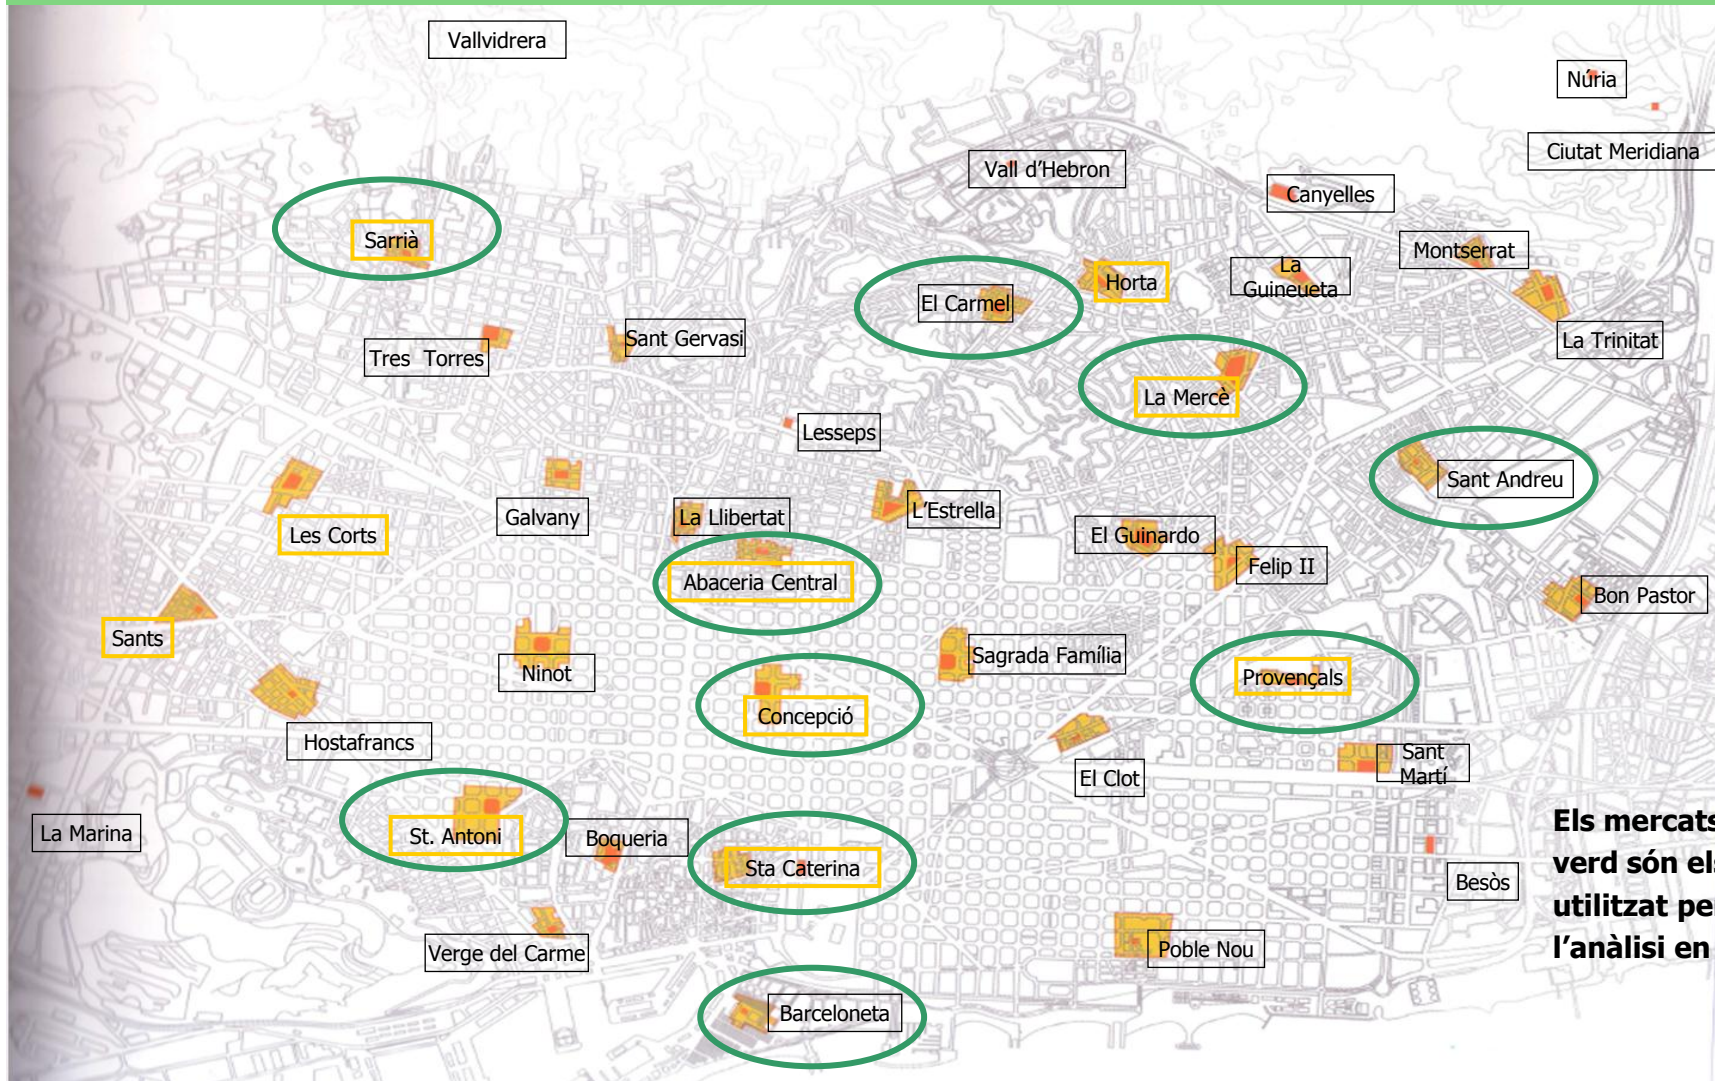 Vallvidrera
Núria
Ciutat Meridiana
Vall d'Hebron
Canyelles
Sarrià
Montserrat
La
Guineueta
Horta
El Carmel
La Trinitat
Sant Gervasi
Tres Torres
La Mercè
Lesseps
Sant Andreu
Galvany
La Llibertat
L'Estrella
Les Corts
El Guinardo
Felip II
Abaceria Central
Bon Pastor
Sants
Sagrada Família
Ninot
Provençals
Concepció
Hostafrancs
Sant
Martí
El Clot
La Marina
St. Antoni
Boqueria
Sta Caterina
Besòs
Els mercats
verd són els
utilitzat per
l'anàlisi en
Verge del Carme
Poble Nou
Barceloneta